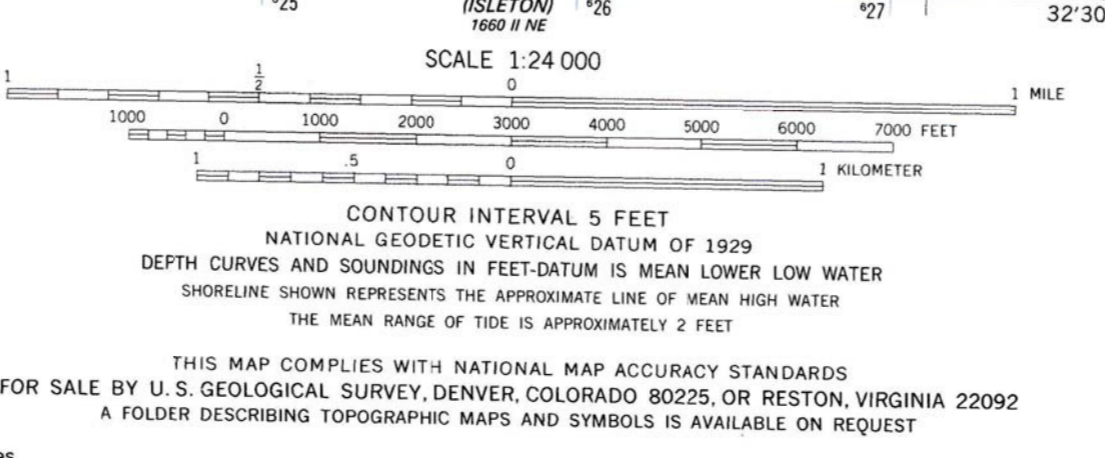 ⁶25 (ISLETON) ⁶26 ⁶27 32'30
1660 II NE
SCALE 1:24 000
1 1/2 0 1 MILE
1000 0 1000 2000 3000 4000 5000 6000 7000 FEET
1 .5 0 1 KILOMETER
CONTOUR INTERVAL 5 FEET
NATIONAL GEODETIC VERTICAL DATUM OF 1929
DEPTH CURVES AND SOUNDINGS IN FEET-DATUM IS MEAN LOWER LOW WATER
SHORELINE SHOWN REPRESENTS THE APPROXIMATE LINE OF MEAN HIGH WATER
THE MEAN RANGE OF TIDE IS APPROXIMATELY 2 FEET
THIS MAP COMPLIES WITH NATIONAL MAP ACCURACY STANDARDS
FOR SALE BY U. S. GEOLOGICAL SURVEY, DENVER, COLORADO 80225, OR RESTON, VIRGINIA 22092
A FOLDER DESCRIBING TOPOGRAPHIC MAPS AND SYMBOLS IS AVAILABLE ON REQUEST